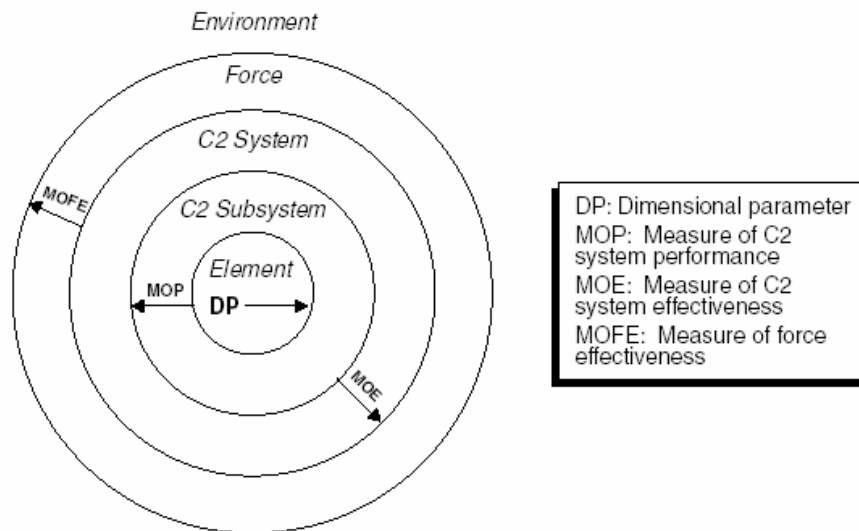 Environment
Force
C2 System
MOFE
C2 Subsystem
Element
MOP
DP
MOE
DP: Dimensional parameter
MOP: Measure of C2
system performance
MOE: Measure of C2
system effectiveness
MOFE: Measure of force
effectiveness